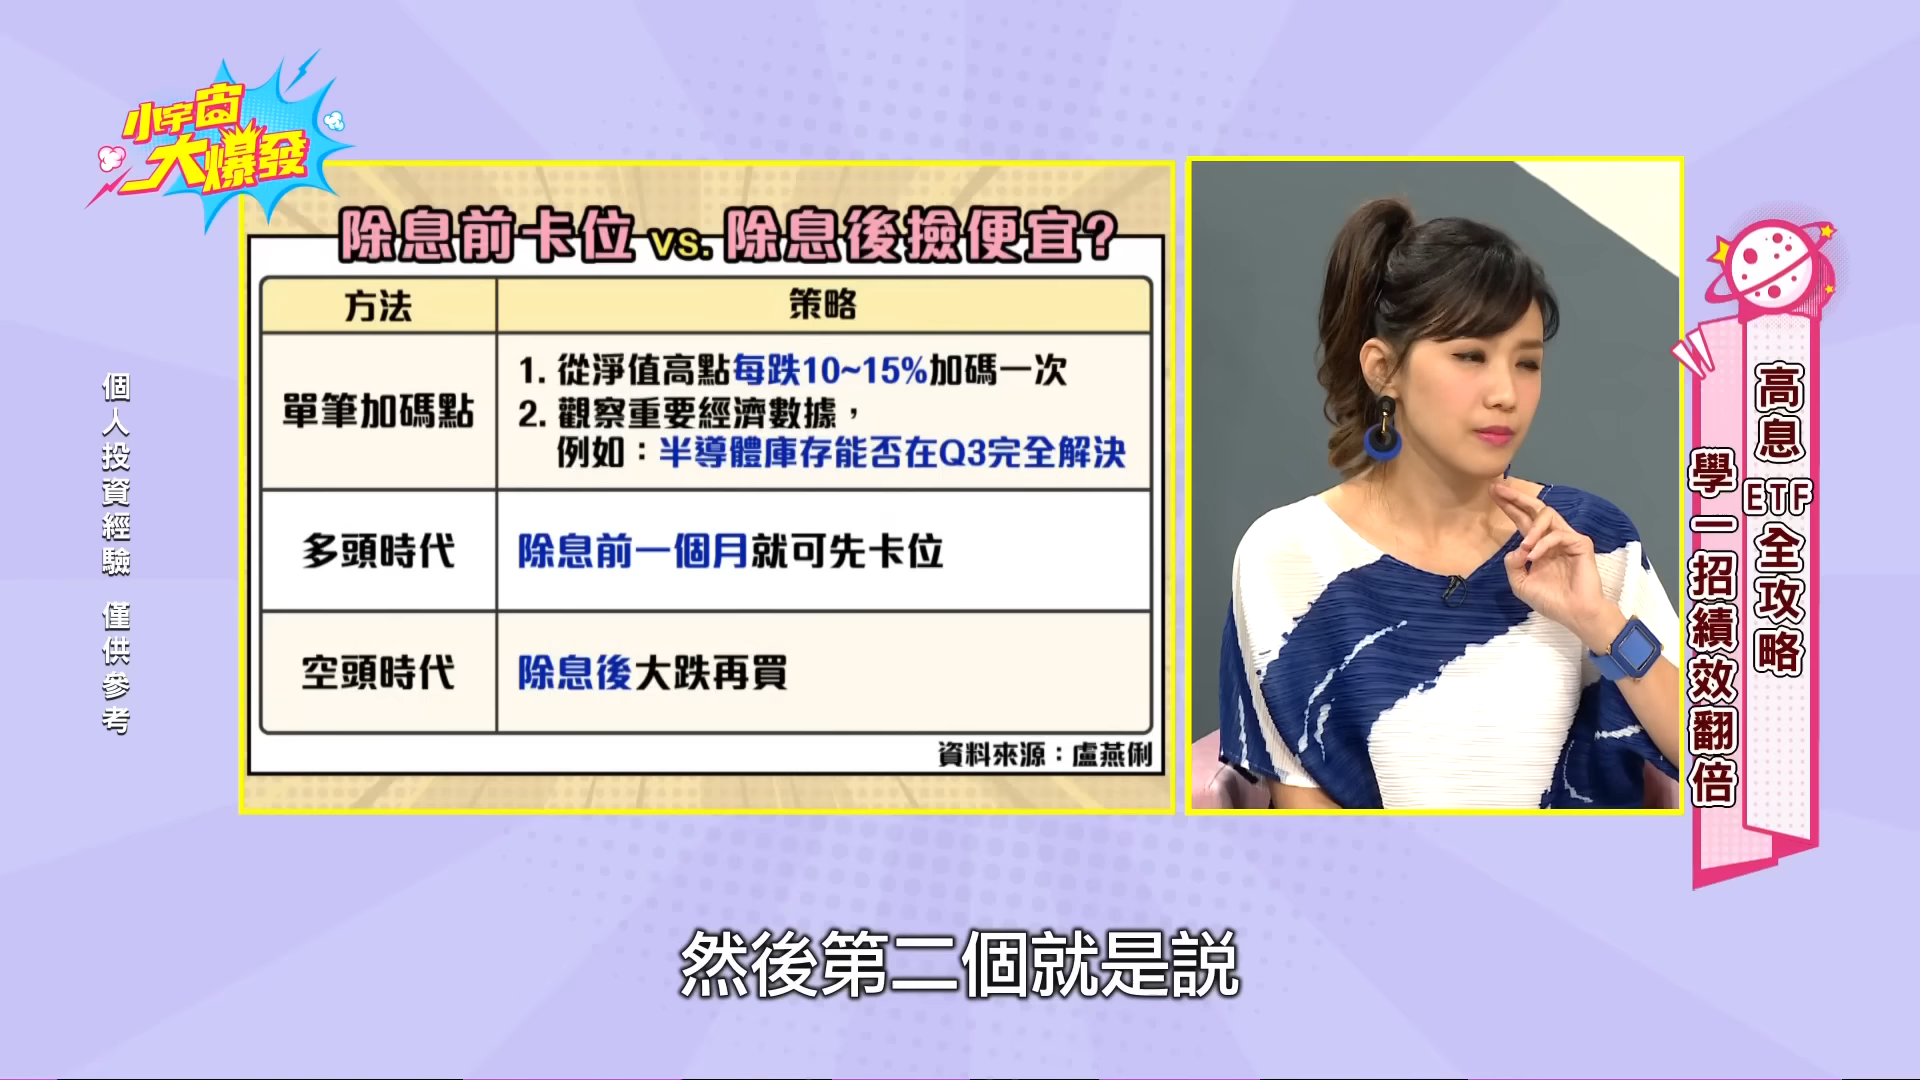 小宇宙
大爆發
除息前卡位 vs. 除息後撿便宜?
方法
策略
單筆加碼點
1. 從淨值高點每跌10~15%加碼一次
2. 觀察重要經濟數據，
例如：半導體庫存能否在Q3完全解決
多頭時代
除息前一個月就可先卡位
空頭時代
除息後大跌再買
資料來源：盧燕俐
個人投資經驗 僅供參考
高息ETF全攻略
學一招績效翻倍
然後第二個就是説